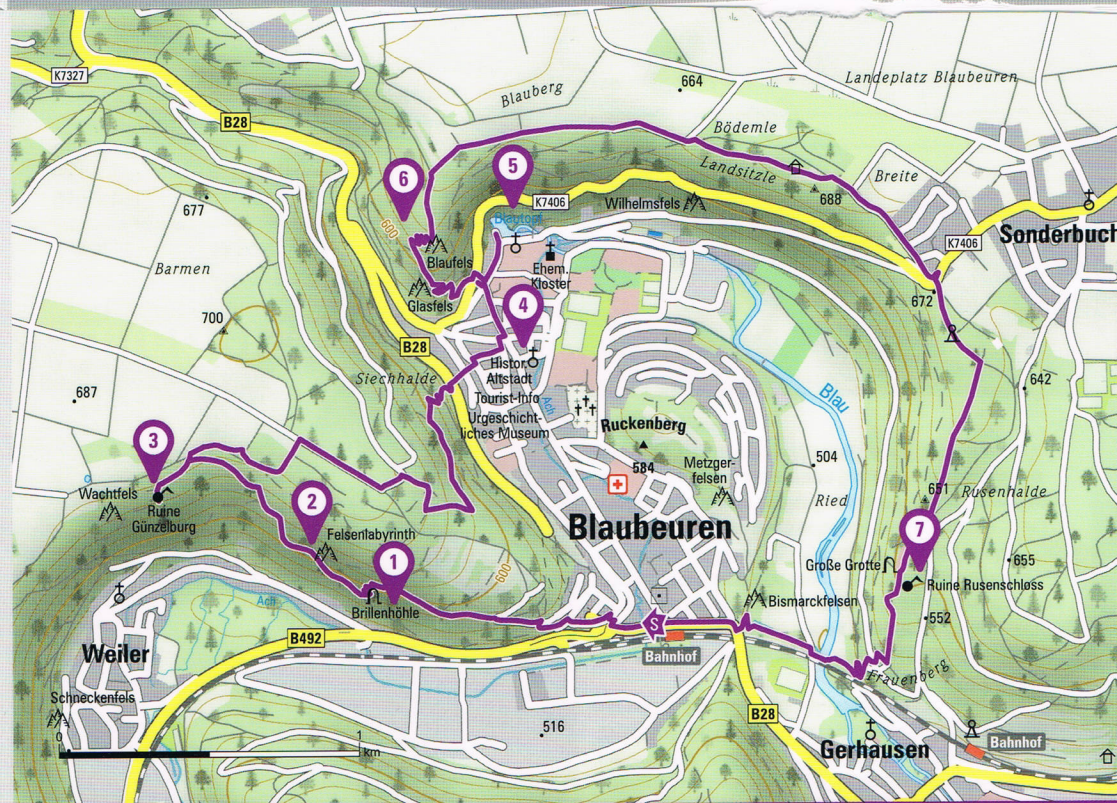 K7327
B28
Blauberg
664
Landeplatz Blaubeuren
Bödemle
Landsitzle
Breite
688
677
6
5
600
K7406
Blautopf
Wilhelmsfels
K7406
Sonderbuch
Barmen
Blaufels
Ehem.
Kloster
Glasfels
672
700
4
B28
Histor.
Altstadt
Siechhalde
Tourist-Info
Urgeschicht-
liches Museum
Ach
Blau
642
687
Ruckenberg
584
Metzger-
felsen
504
Ried
3
Wachtfels
Ruine
Günzelburg
2
Felsenlabyrinth
Blaubeuren
651
Rusenhalde
7
655
1
600
Brillenhöhle
Große Grotte
Ruine Rusenschloss
Bismarckfelsen
552
Ach
B492
S
Bahnhof
Weiler
Frauenberg
Schneckenfels
516
B28
Gerhausen
Bahnhof
0
1
km